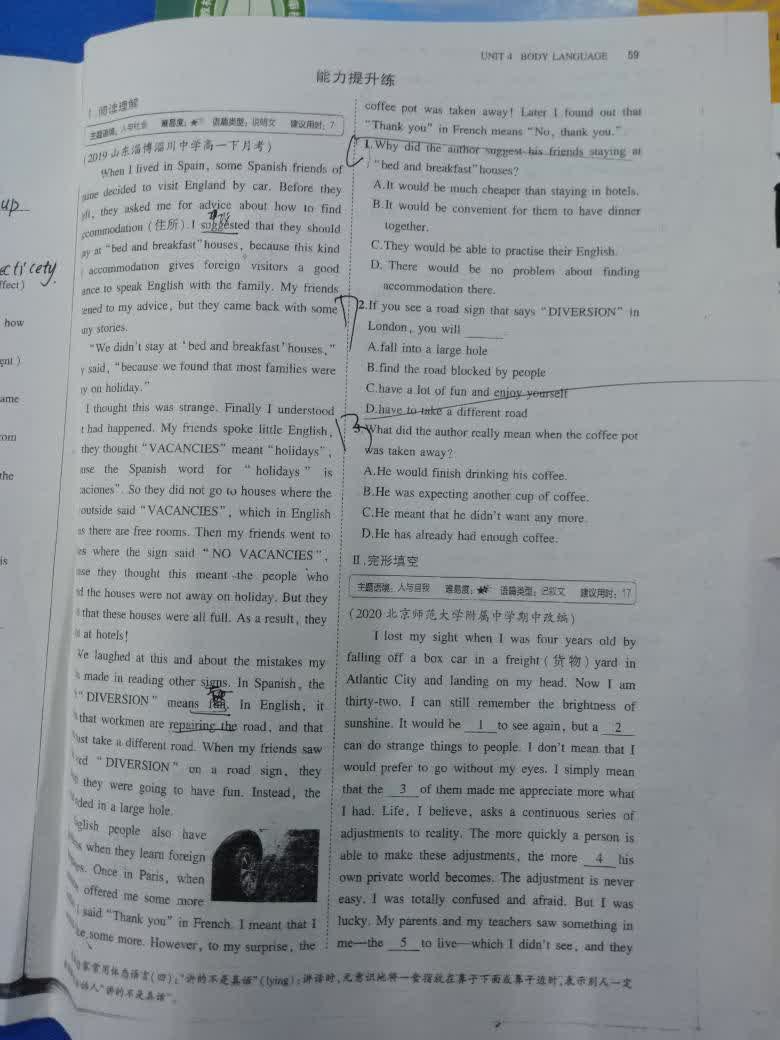 UNIT 4 BODY LANGUAGE 59
能力提升练
Ⅰ.阅读理解
主题语境:人与社会 难易度:★ 语篇类型:说明文 建议用时:7
(2019山东淄博淄川中学高一下月考)
When I lived in Spain, some Spanish friends of
mine decided to visit England by car. Before they
left, they asked me for advice about how to find
accommodation (住所). I suggested that they should
stay at "bed and breakfast" houses, because this kind
accommodation gives foreign visitors a good
chance to speak English with the family. My friends
listened to my advice, but they came back with some
funny stories.
"We didn't stay at 'bed and breakfast' houses,"
they said, "because we found that most families were
away on holiday."
I thought this was strange. Finally I understood
what had happened. My friends spoke little English,
they thought "VACANCIES" meant "holidays",
because the Spanish word for "holidays" is
"vacaciones". So they did not go to houses where the
outside said "VACANCIES", which in English
means there are free rooms. Then my friends went to
houses where the sign said "NO VACANCIES",
because they thought this meant the people who
owned the houses were not away on holiday. But they
that these houses were all full. As a result, they
at hotels!
We laughed at this and about the mistakes my
made in reading other signs. In Spanish, the
"DIVERSION" means fun. In English, it
that workmen are repairing the road, and that
must take a different road. When my friends saw
word "DIVERSION" on a road sign, they
they were going to have fun. Instead, the
ended in a large hole.
English people also have
when they learn foreign
Once in Paris, when
offered me some more
I said "Thank you" in French. I meant that I
some more. However, to my surprise, the
coffee pot was taken away! Later I found out that
"Thank you" in French means "No, thank you."
1.Why did the author suggest his friends staying at
"bed and breakfast" houses?
A.It would be much cheaper than staying in hotels.
B.It would be convenient for them to have dinner
together.
C.They would be able to practise their English.
D. There would be no problem about finding
accommodation there.
2.If you see a road sign that says "DIVERSION" in
London, you will ______
A.fall into a large hole
B.find the road blocked by people
C.have a lot of fun and enjoy yourself
D.have to take a different road
3.What did the author really mean when the coffee pot
was taken away?
A.He would finish drinking his coffee.
B.He was expecting another cup of coffee.
C.He meant that he didn't want any more.
D.He has already had enough coffee.
Ⅱ.完形填空
主题语境:人与自我 难易度:★★ 语篇类型:记叙文 建议用时:17
(2020北京师范大学附属中学期中改编)
I lost my sight when I was four years old by
falling off a box car in a freight (货物) yard in
Atlantic City and landing on my head. Now I am
thirty-two. I can still remember the brightness of
sunshine. It would be 1 to see again, but a 2
can do strange things to people. I don't mean that I
would prefer to go without my eyes. I simply mean
that the 3 of them made me appreciate more what
I had. Life, I believe, asks a continuous series of
adjustments to reality. The more quickly a person is
able to make these adjustments, the more 4 his
own private world becomes. The adjustment is never
easy. I was totally confused and afraid. But I was
lucky. My parents and my teachers saw something in
me—the 5 to live—which I didn't see, and they
家常用体态语言(四):"讲的不是真话"(lying):讲话时,无意识地将一食指放在鼻子下面或鼻子边时,表示别人一定
话人"讲的不是真话"。
up
ecticety
ffect)
how
ent)
ame
om
the
is